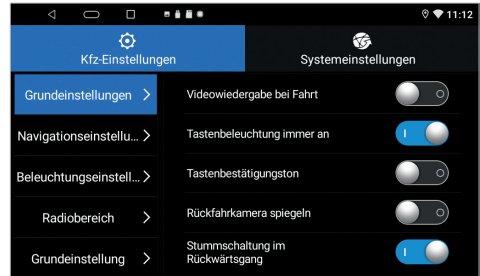 11:12
Kfz-Einstellungen
Systemeinstellungen
Grundeinstellungen
Navigationseinstellu...
Beleuchtungseinstell...
Radiobereich
Grundeinstellung
Videowiedergabe bei Fahrt
Tastenbeleuchtung immer an
Tastenbestätigungston
Rückfahrkamera spiegeln
Stummschaltung im
Rückwärtsgang